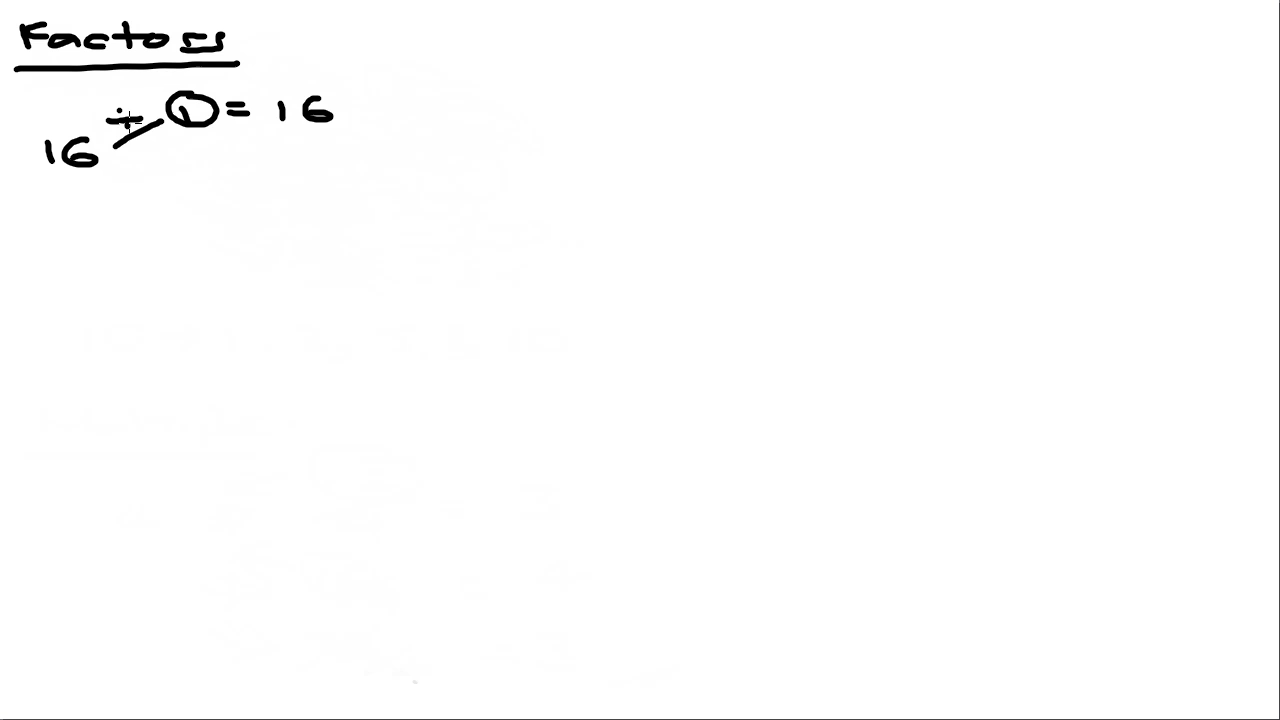 Factors
÷ 1 = 16
16